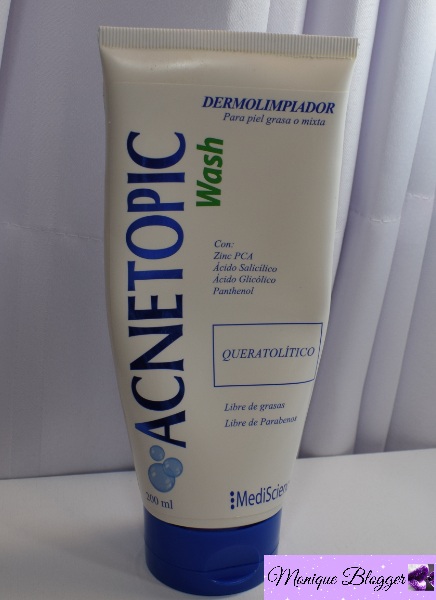 DERMOLIMPIADOR
Para piel grasa o mixta
ACNETOPIC
Wash
Con:
Zinc PCA
Ácido Salicílico
Ácido Glicólico
Panthenol
QUERATOLÍTICO
Libre de grasas
Libre de Parabenos
200 ml
MediScien
Monique Blogger